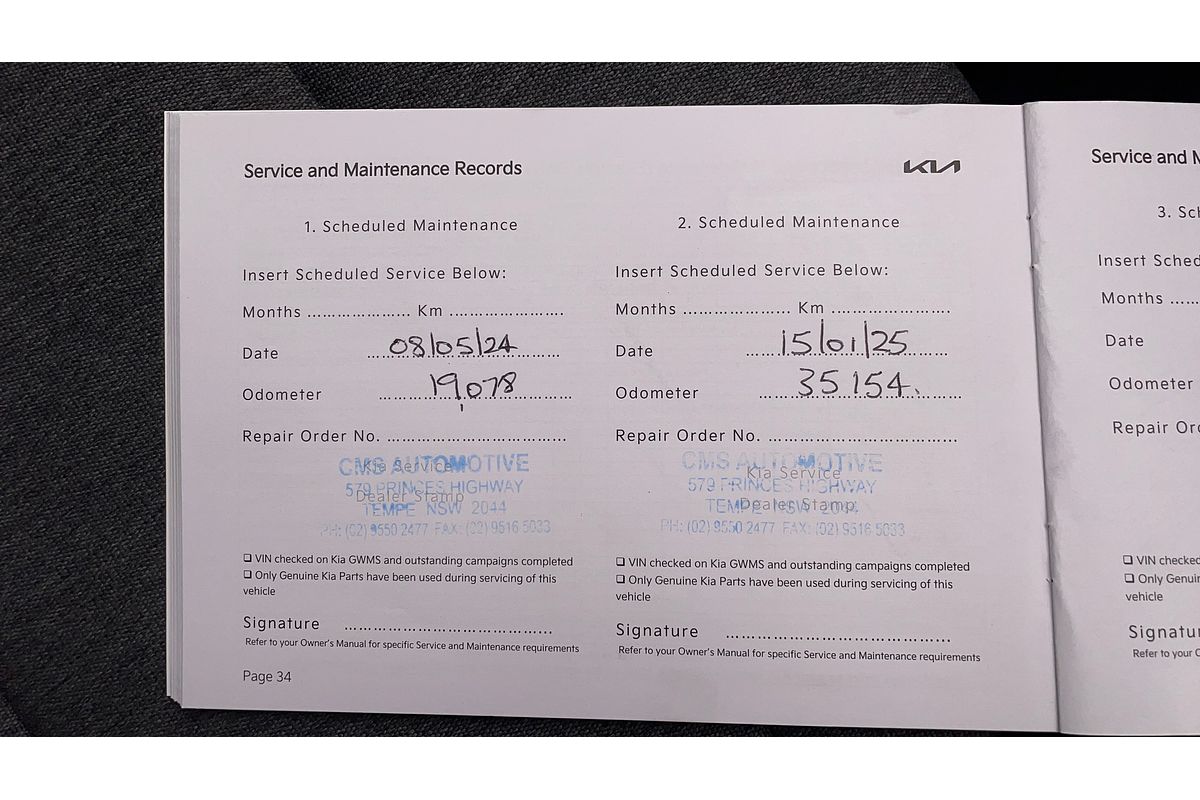 Service and Maintenance Records
KIA
1. Scheduled Maintenance
Insert Scheduled Service Below:
Months .................... Km ......................
Date 08/05/24
Odometer 19,078
Repair Order No. ...................................
Kia Service
Dealer Stamp
CMS AUTOMOTIVE
579 PRINCES HIGHWAY
TEMPE NSW 2044
PH: (02) 9550 2477 FAX: (02) 9516 5033
❑ VIN checked on Kia GWMS and outstanding campaigns completed
❑ Only Genuine Kia Parts have been used during servicing of this
vehicle
Signature ........................................
Refer to your Owner's Manual for specific Service and Maintenance requirements
Page 34
2. Scheduled Maintenance
Insert Scheduled Service Below:
Months ..................... Km .......................
Date 15/01/25
Odometer 35 154.
Repair Order No. .....................................
Kia Service
Dealer Stamp
CMS AUTOMOTIVE
579 PRINCES HIGHWAY
TEMPE NSW 2044
PH: (02) 9550 2477 FAX: (02) 9516 5033
❑ VIN checked on Kia GWMS and outstanding campaigns completed
❑ Only Genuine Kia Parts have been used during servicing of this
vehicle
Signature ...........................................
Refer to your Owner's Manual for specific Service and Maintenance requirements
Service and M
3. Sc
Insert Sched
Months .....
Date
Odometer
Repair Or
❑ VIN checke
❑ Only Genui
vehicle
Signatu
Refer to your O